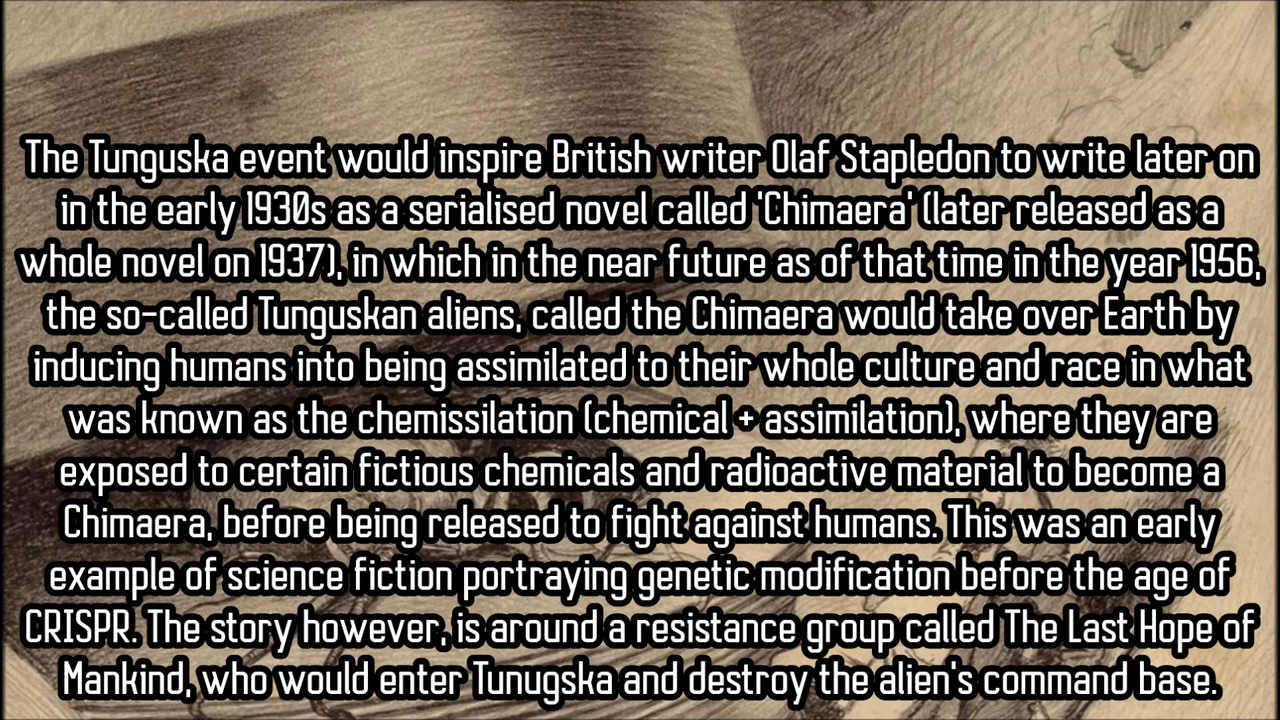 The Tunguska event would inspire British writer Olaf Stapledon to write later on
in the early 1930s as a serialised novel called 'Chimaera' (later released as a
whole novel on 1937), in which in the near future as of that time in the year 1956,
the so-called Tunguskan aliens, called the Chimaera would take over Earth by
inducing humans into being assimilated to their whole culture and race in what
was known as the chemissilation (chemical + assimilation), where they are
exposed to certain fictious chemicals and radioactive material to become a
Chimaera, before being released to fight against humans. This was an early
example of science fiction portraying genetic modification before the age of
CRISPR. The story however, is around a resistance group called The Last Hope of
Mankind, who would enter Tunugska and destroy the alien's command base.